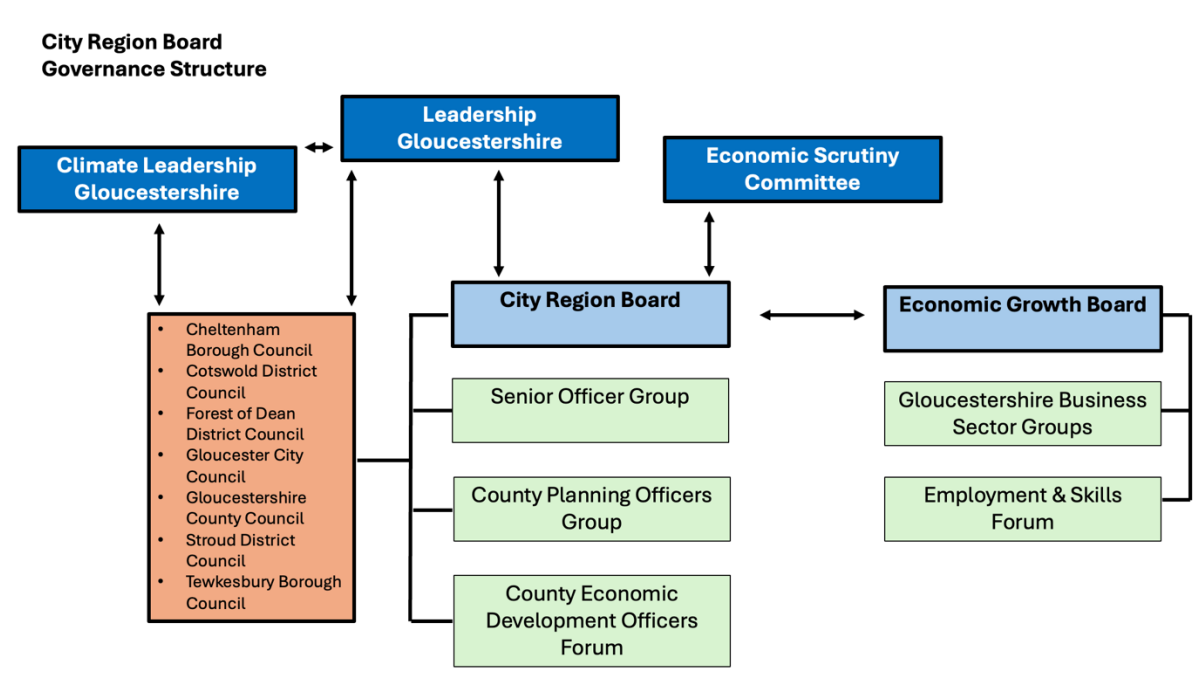 City Region Board
Governance Structure
Leadership
Gloucestershire
Climate Leadership
Gloucestershire
Economic Scrutiny
Committee
City Region Board
Economic Growth Board
• Cheltenham
Borough Council
• Cotswold District
Council
• Forest of Dean
District Council
• Gloucester City
Council
• Gloucestershire
County Council
• Stroud District
Council
• Tewkesbury Borough
Council
Senior Officer Group
County Planning Officers
Group
County Economic
Development Officers
Forum
Gloucestershire Business
Sector Groups
Employment & Skills
Forum